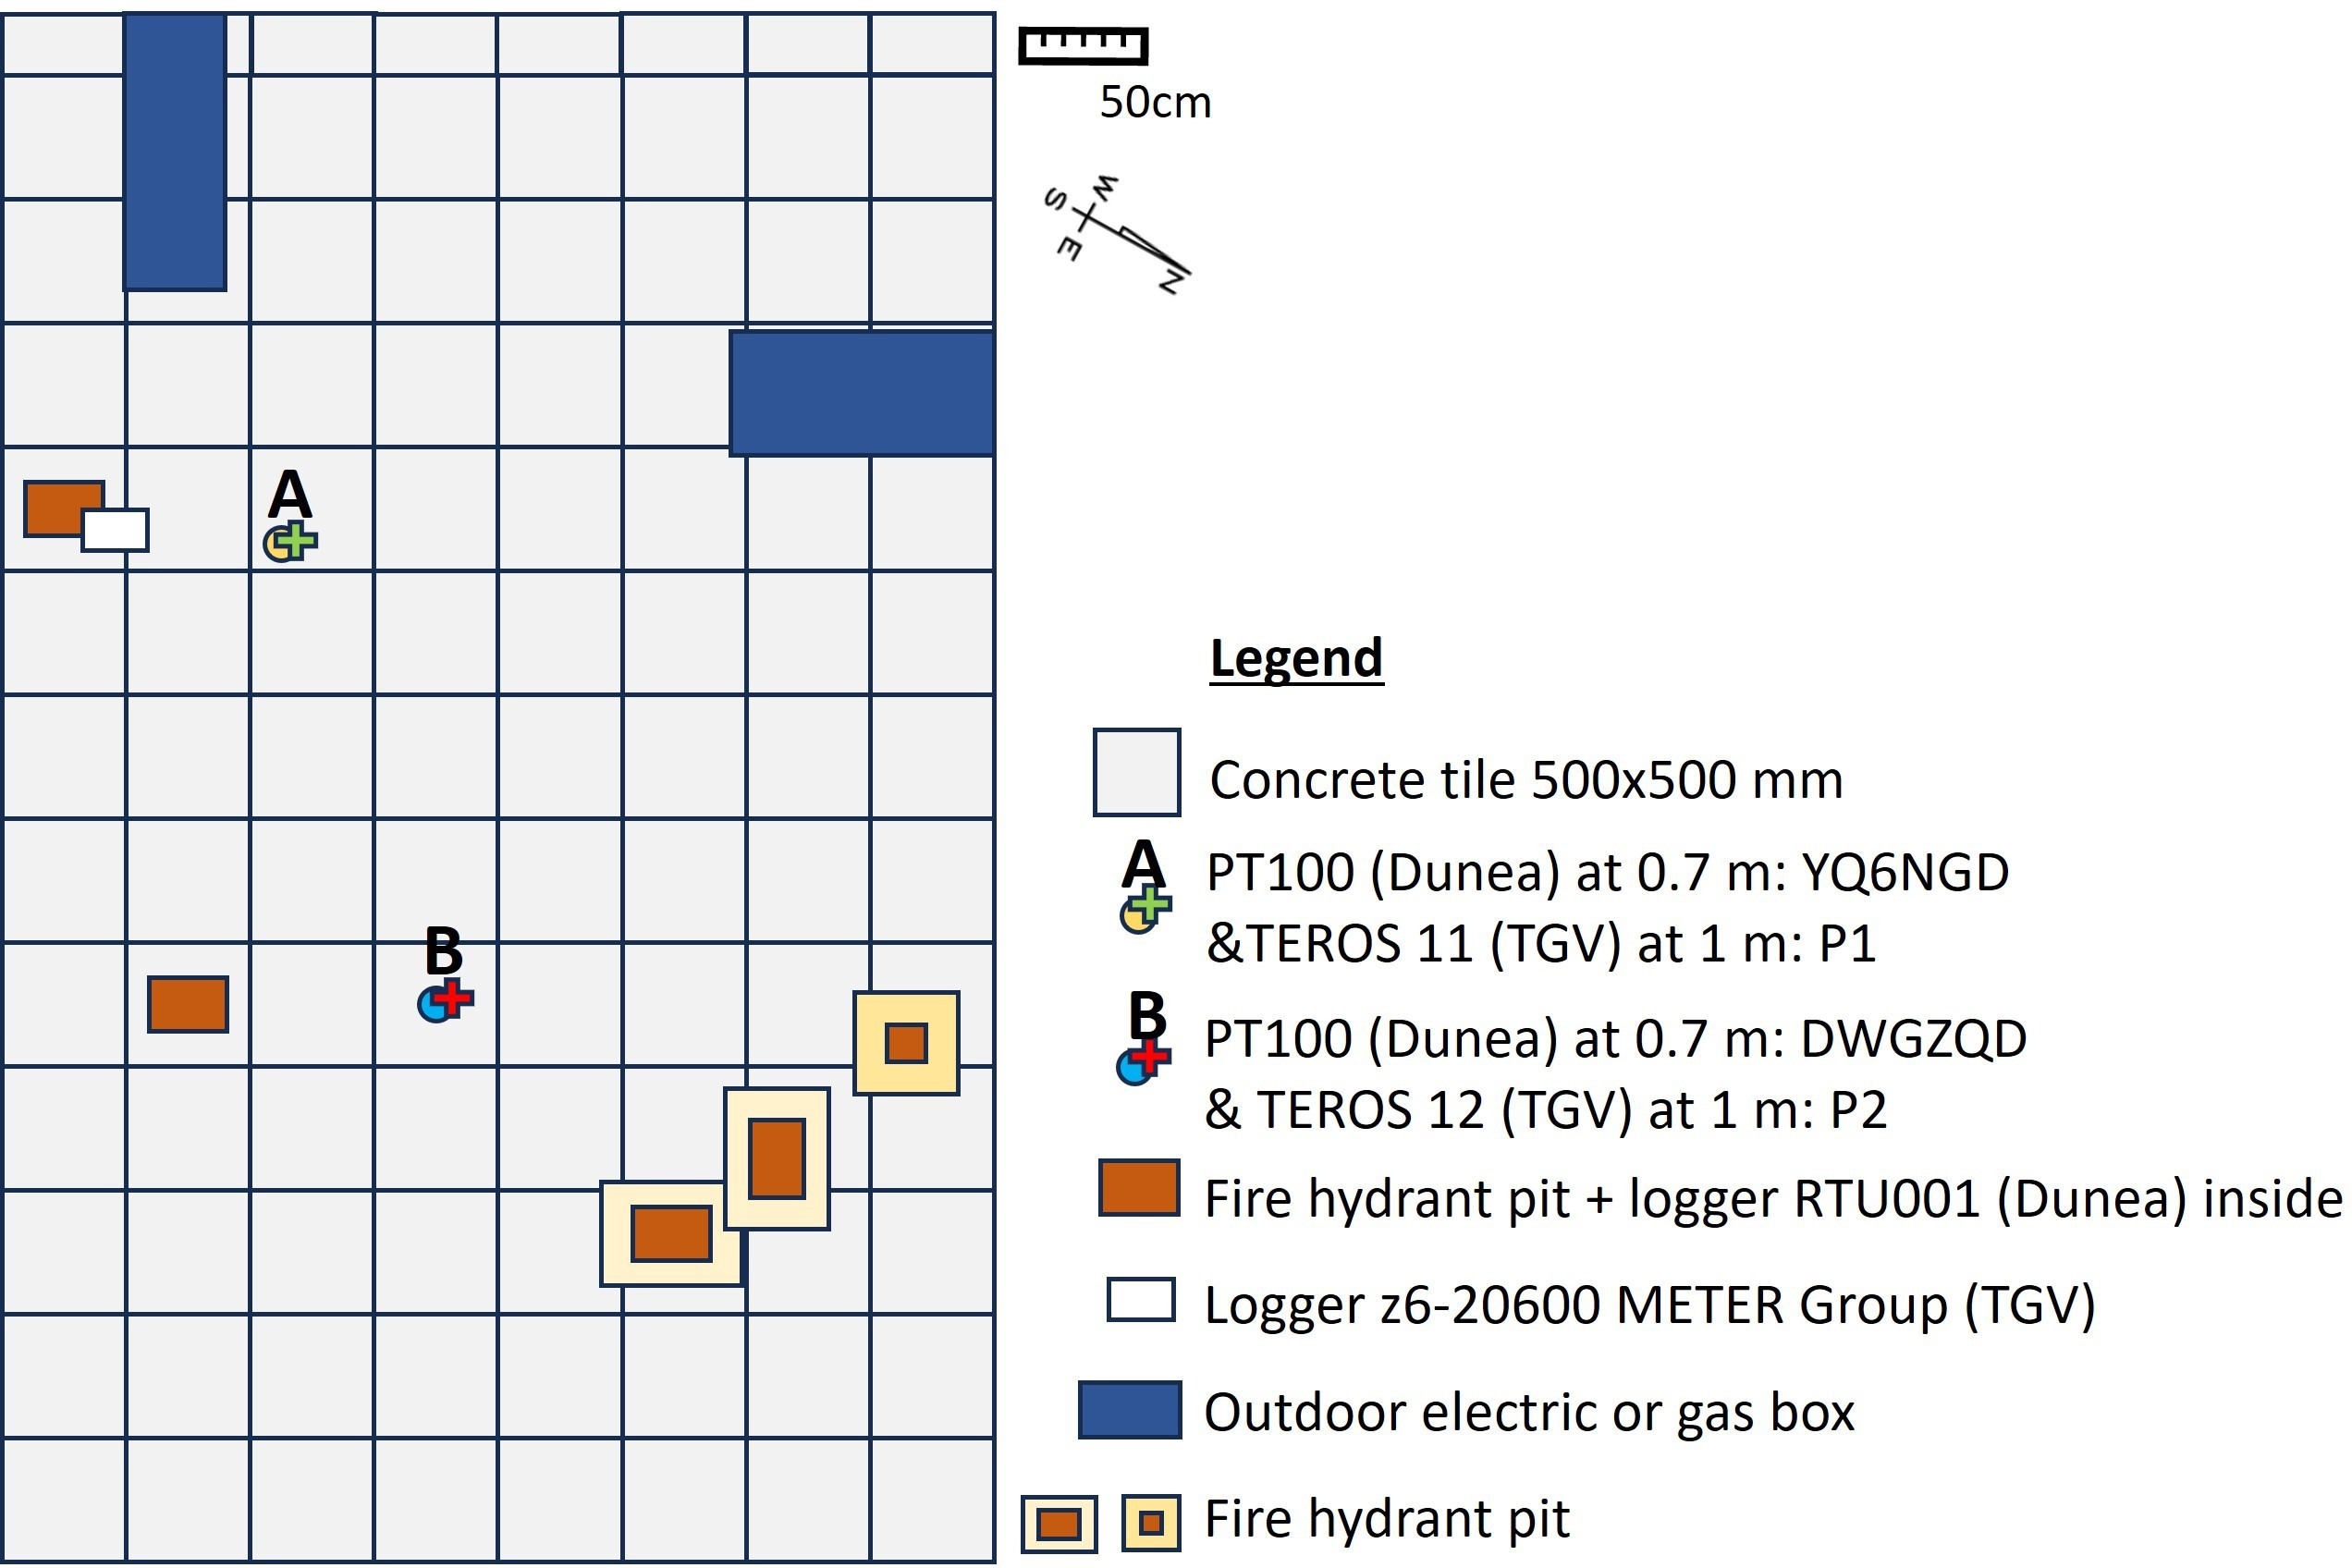 50cm
W
S
E
N
A
B
Legend
Concrete tile 500x500 mm
A
PT100 (Dunea) at 0.7 m: YQ6NGD
&TEROS 11 (TGV) at 1 m: P1
B
PT100 (Dunea) at 0.7 m: DWGZQD
& TEROS 12 (TGV) at 1 m: P2
Fire hydrant pit + logger RTU001 (Dunea) inside
Logger z6-20600 METER Group (TGV)
Outdoor electric or gas box
Fire hydrant pit